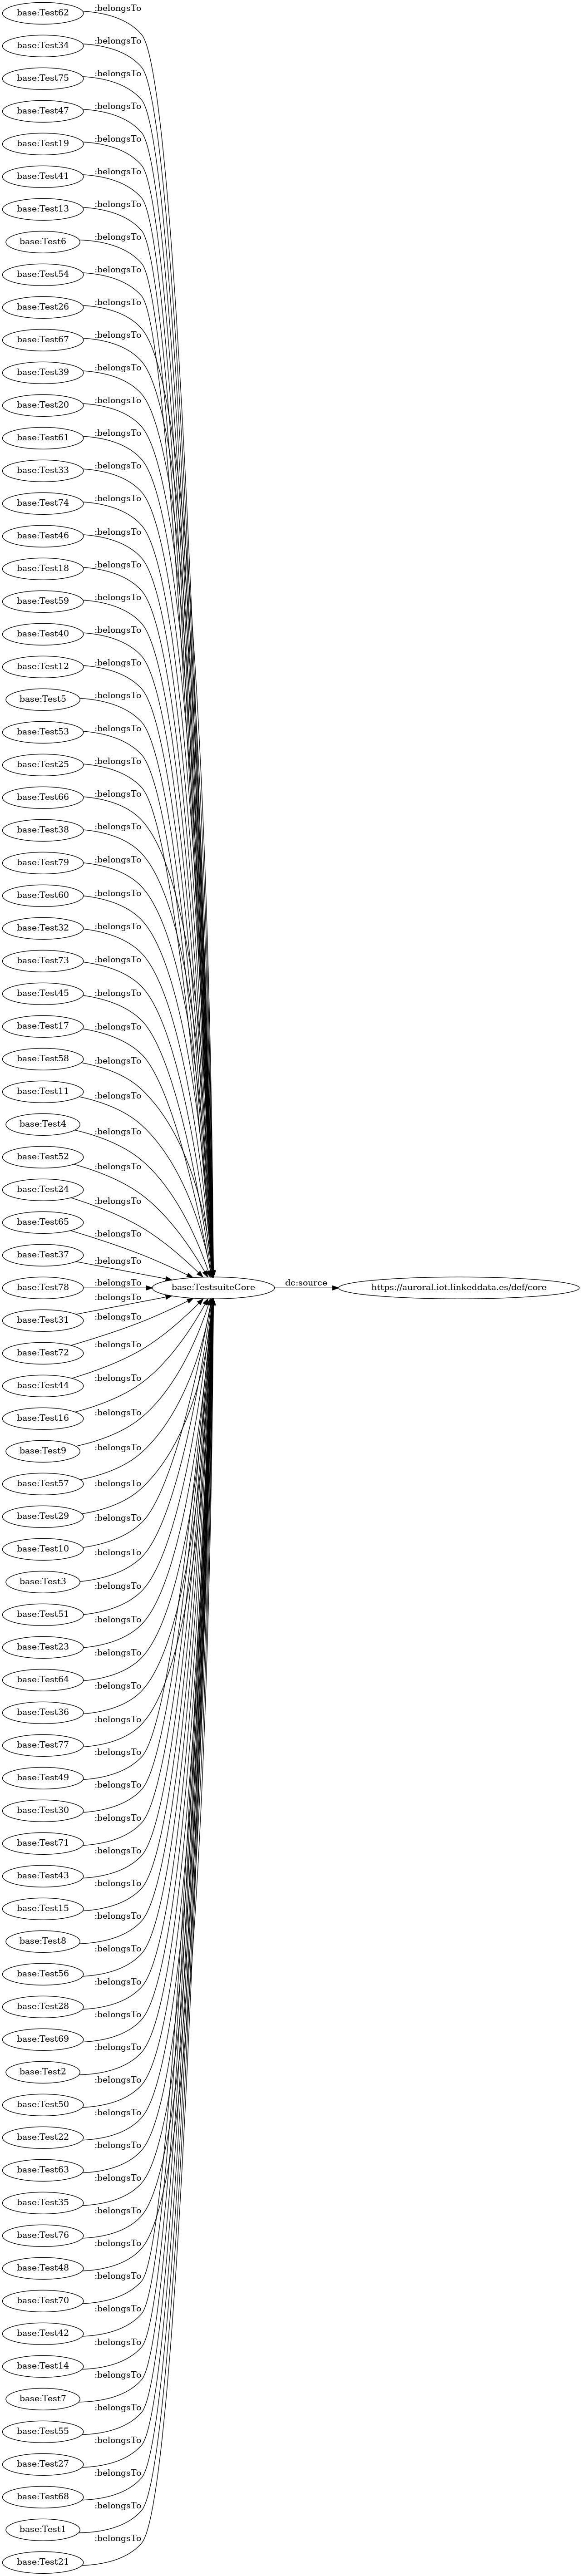 base:Test62
:belongsTo
base:Test34
:belongsTo
base:Test75
:belongsTo
base:Test47
:belongsTo
base:Test19
:belongsTo
base:Test41
:belongsTo
base:Test13
:belongsTo
base:Test6
:belongsTo
base:Test54
:belongsTo
base:Test26
:belongsTo
base:Test67
:belongsTo
base:Test39
:belongsTo
base:Test20
:belongsTo
base:Test61
:belongsTo
base:Test33
:belongsTo
base:Test74
:belongsTo
base:Test46
:belongsTo
base:Test18
:belongsTo
base:Test59
:belongsTo
base:Test40
:belongsTo
base:Test12
:belongsTo
base:Test5
:belongsTo
base:Test53
:belongsTo
base:Test25
:belongsTo
base:Test66
:belongsTo
base:Test38
:belongsTo
base:Test79
:belongsTo
base:Test60
:belongsTo
base:Test32
:belongsTo
base:Test73
:belongsTo
base:Test45
:belongsTo
base:Test17
:belongsTo
base:Test58
:belongsTo
base:Test11
:belongsTo
base:Test4
:belongsTo
base:Test52
:belongsTo
base:Test24
:belongsTo
base:Test65
:belongsTo
base:Test37
:belongsTo
base:Test78
:belongsTo
base:TestsuiteCore
dc:source
https://auroral.iot.linkeddata.es/def/core
base:Test31
:belongsTo
base:Test72
:belongsTo
base:Test44
:belongsTo
base:Test16
:belongsTo
base:Test9
:belongsTo
base:Test57
:belongsTo
base:Test29
:belongsTo
base:Test10
:belongsTo
base:Test3
:belongsTo
base:Test51
:belongsTo
base:Test23
:belongsTo
base:Test64
:belongsTo
base:Test36
:belongsTo
base:Test77
:belongsTo
base:Test49
:belongsTo
base:Test30
:belongsTo
base:Test71
:belongsTo
base:Test43
:belongsTo
base:Test15
:belongsTo
base:Test8
:belongsTo
base:Test56
:belongsTo
base:Test28
:belongsTo
base:Test69
:belongsTo
base:Test2
:belongsTo
base:Test50
:belongsTo
base:Test22
:belongsTo
base:Test63
:belongsTo
base:Test35
:belongsTo
base:Test76
:belongsTo
base:Test48
:belongsTo
base:Test70
:belongsTo
base:Test42
:belongsTo
base:Test14
:belongsTo
base:Test7
:belongsTo
base:Test55
:belongsTo
base:Test27
:belongsTo
base:Test68
:belongsTo
base:Test1
:belongsTo
base:Test21
:belongsTo